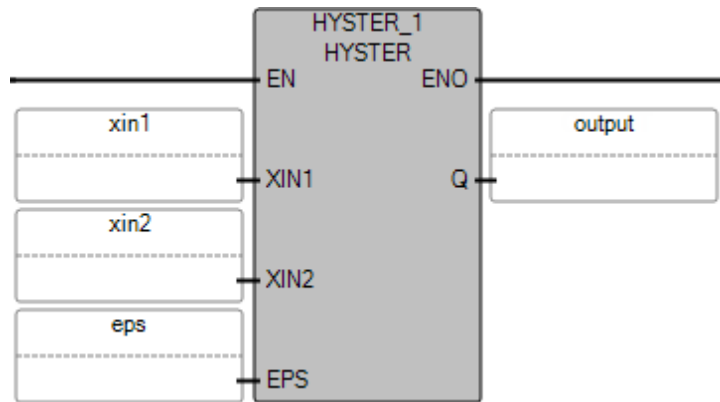 HYSTER_1
HYSTER
EN ENO
xin1 output
XIN1 Q
xin2
XIN2
eps
EPS